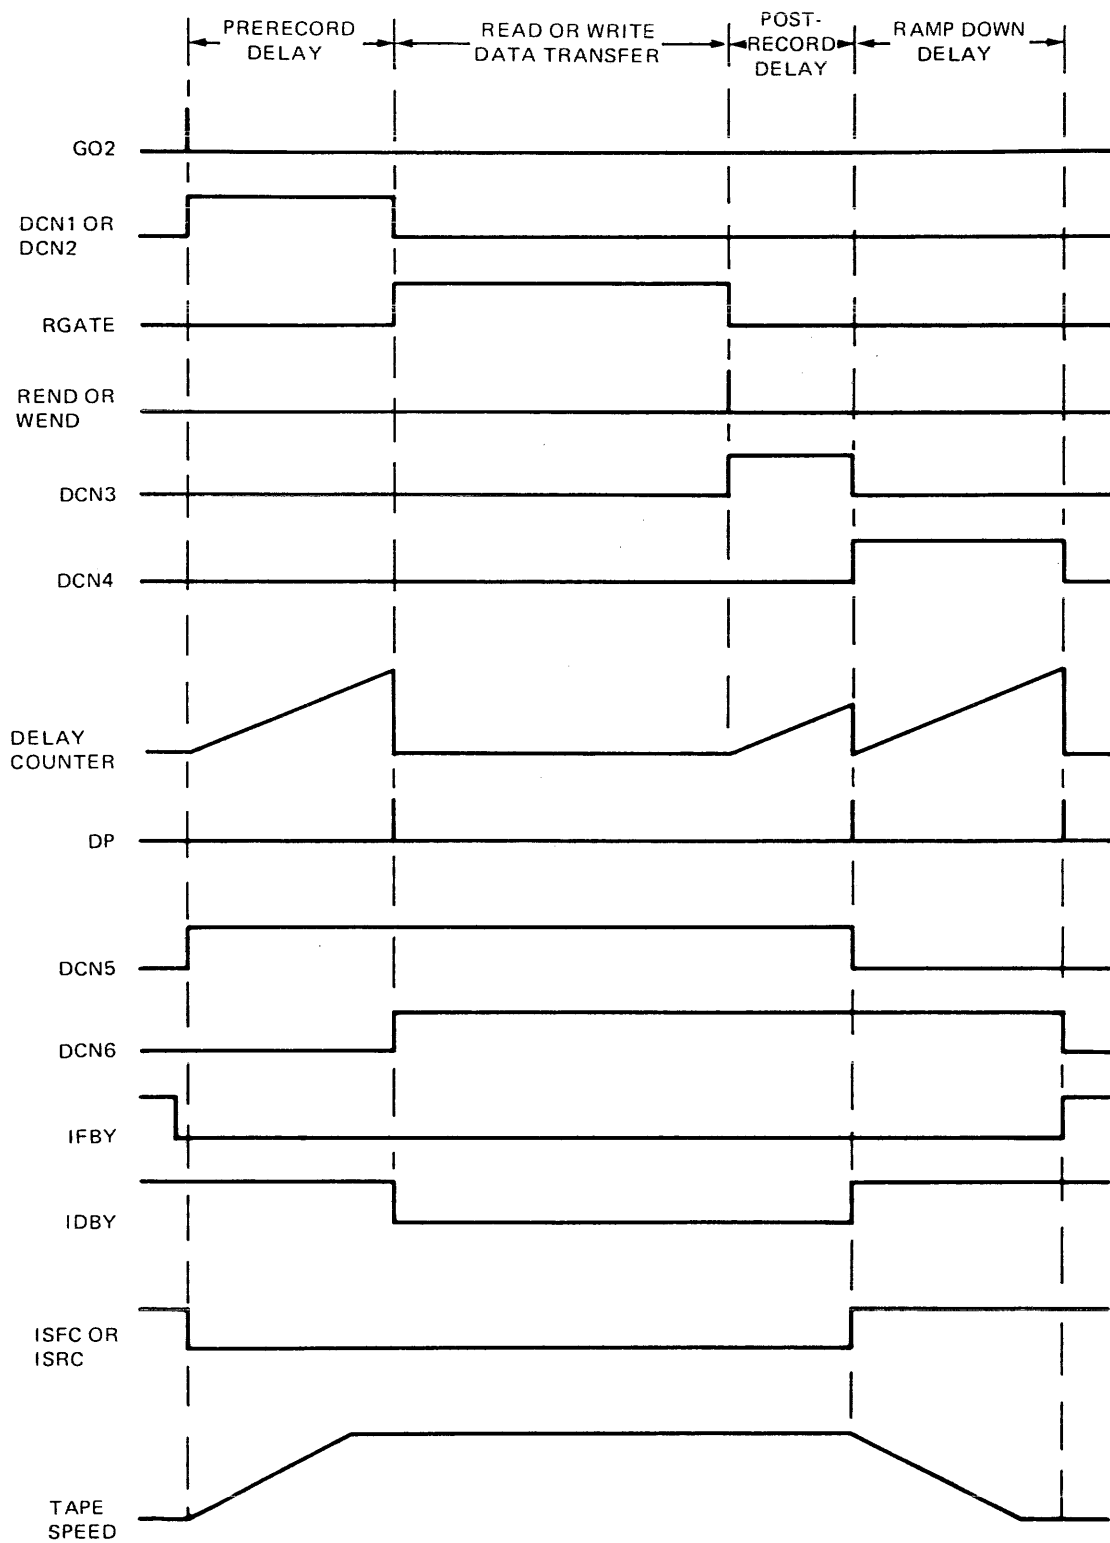 PRERECORD
DELAY
READ OR WRITE
DATA TRANSFER
POST-
RECORD
DELAY
RAMP DOWN
DELAY
GO2
DCN1 OR
DCN2
RGATE
REND OR
WEND
DCN3
DCN4
DELAY
COUNTER
DP
DCN5
DCN6
IFBY
IDBY
ISFC OR
ISRC
TAPE
SPEED